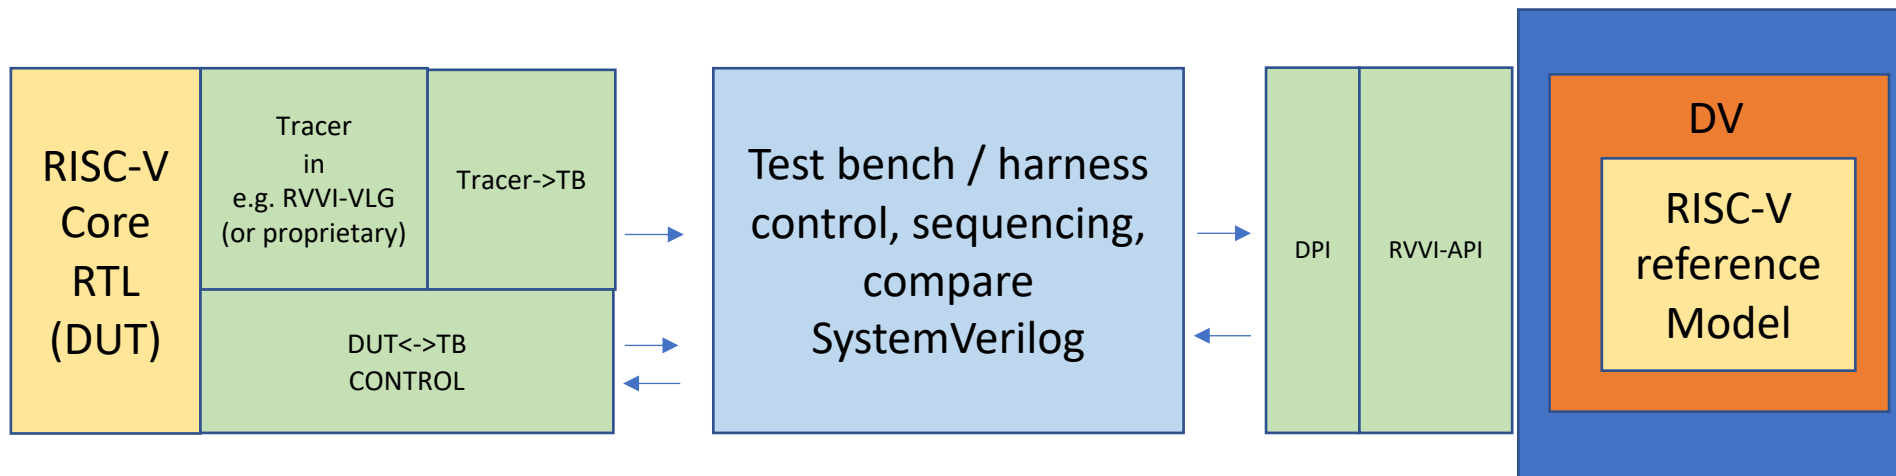 RISC-V
Core
RTL
(DUT)
Tracer
in
e.g. RVVI-VLG
(or proprietary)
Tracer->TB
DUT<->TB
CONTROL
Test bench / harness
control, sequencing,
compare
SystemVerilog
DPI
RVVI-API
DV
RISC-V
reference
Model